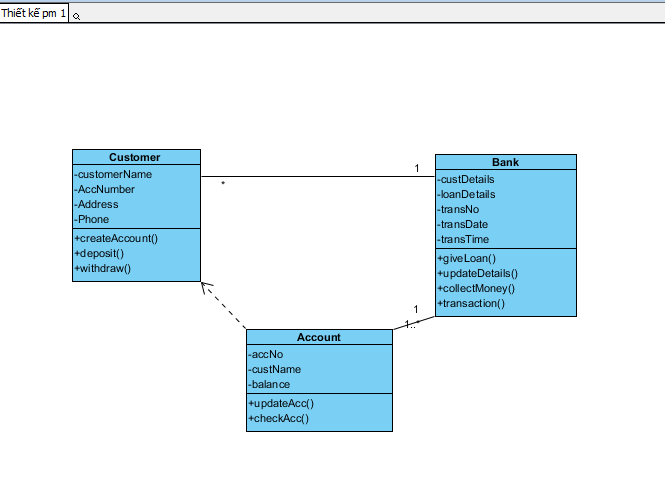 Thiết kế pm 1
Customer
-customerName
-AccNumber
-Address
-Phone
+createAccount()
+deposit()
+withdraw()
*
1
Bank
-custDetails
-loanDetails
-transNo
-transDate
-transTime
+giveLoan()
+updateDetails()
+collectMoney()
+transaction()
1
1..*
Account
-accNo
-custName
-balance
+updateAcc()
+checkAcc()